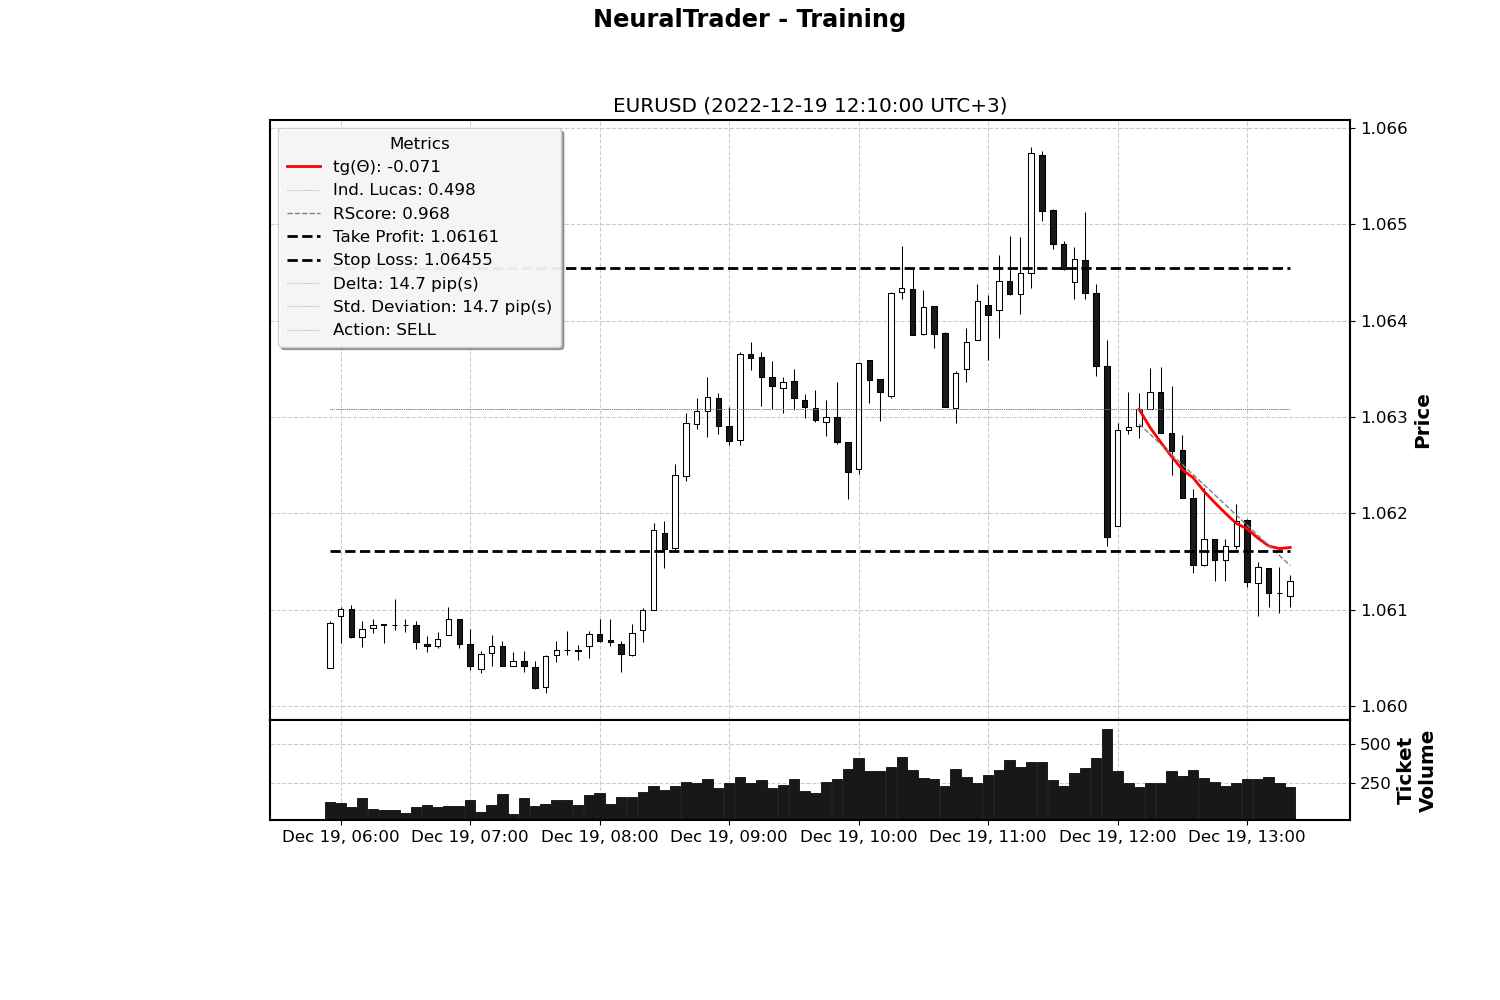 NeuralTrader - Training
EURUSD (2022-12-19 12:10:00 UTC+3)
Metrics
tg(Θ): -0.071
Ind. Lucas: 0.498
RScore: 0.968
Take Profit: 1.06161
Stop Loss: 1.06455
Delta: 14.7 pip(s)
Std. Deviation: 14.7 pip(s)
Action: SELL
1.066
1.065
1.064
1.063
1.062
1.061
1.060
Price
500
250
Ticket
Volume
Dec 19, 06:00 Dec 19, 07:00 Dec 19, 08:00 Dec 19, 09:00 Dec 19, 10:00 Dec 19, 11:00 Dec 19, 12:00 Dec 19, 13:00